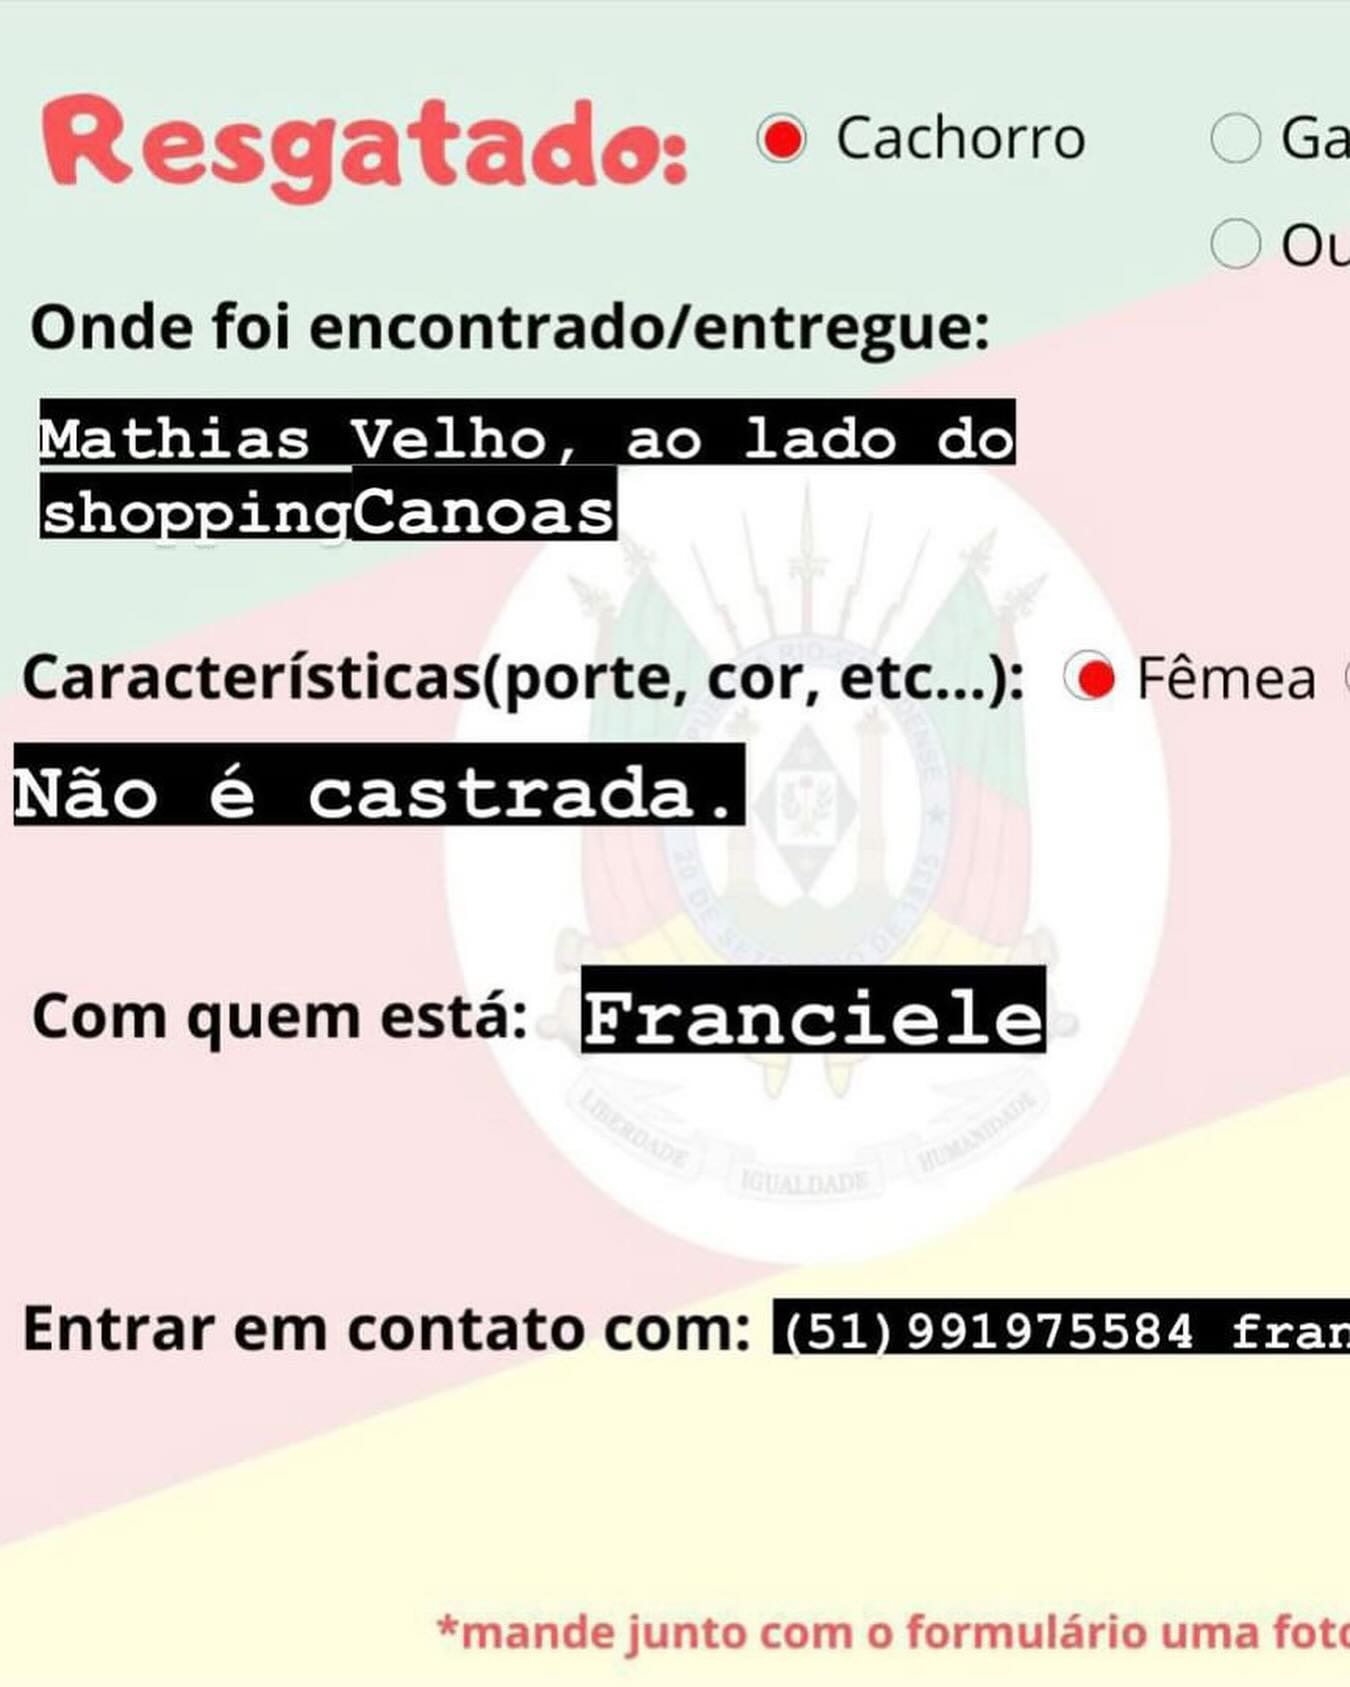 Resgatado:
Cachorro
Ga
Ou
Onde foi encontrado/entregue:
Mathias Velho, ao lado do
shoppingCanoas
Características(porte, cor, etc...):
Fêmea
Não é castrada.
Com quem está:
Franciele
LIBERDADE
IGUALDADE
HUMANIDADE
Entrar em contato com:
(51)991975584 fran
*mande junto com o formulário uma foto